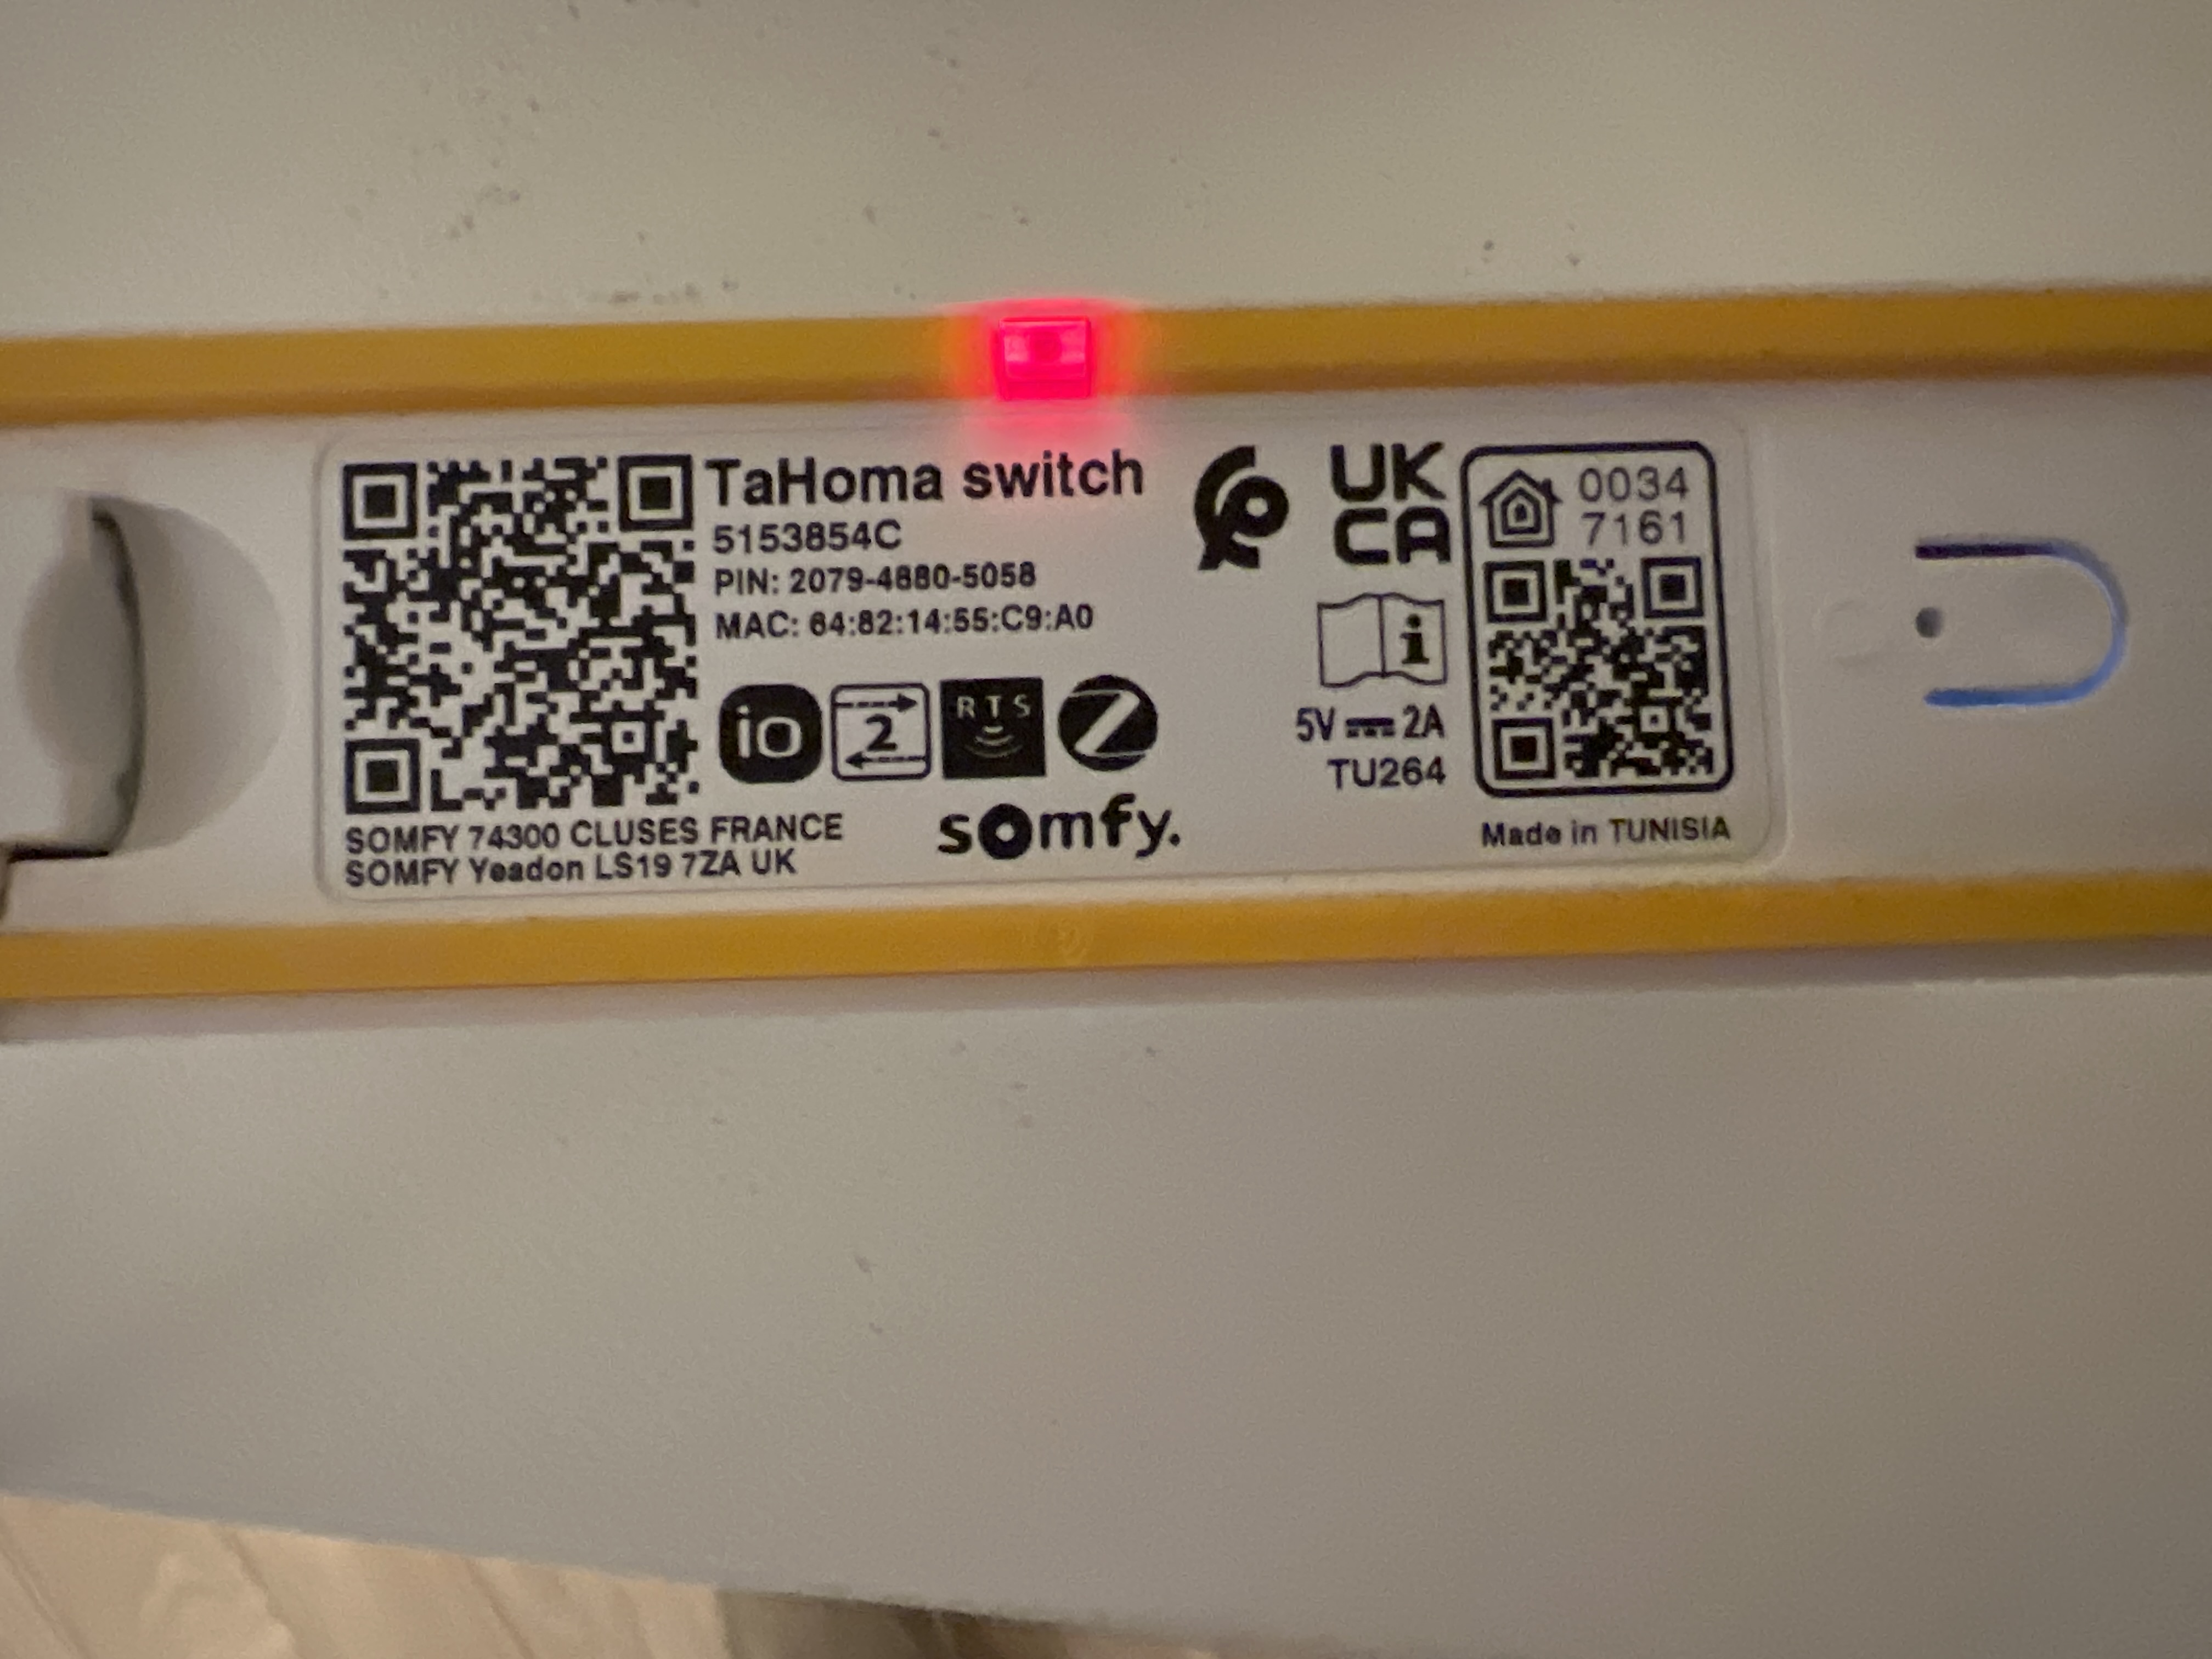 TaHoma switch
5153854C
PIN: 2079-4880-5058
MAC: 64:82:14:55:C9:A0
io
2
RTS
SOMFY 74300 CLUSES FRANCE
SOMFY Yeadon LS19 7ZA UK
somfy.
UK
CA
i
5V 2A
TU264
0034
7161
Made in TUNISIA